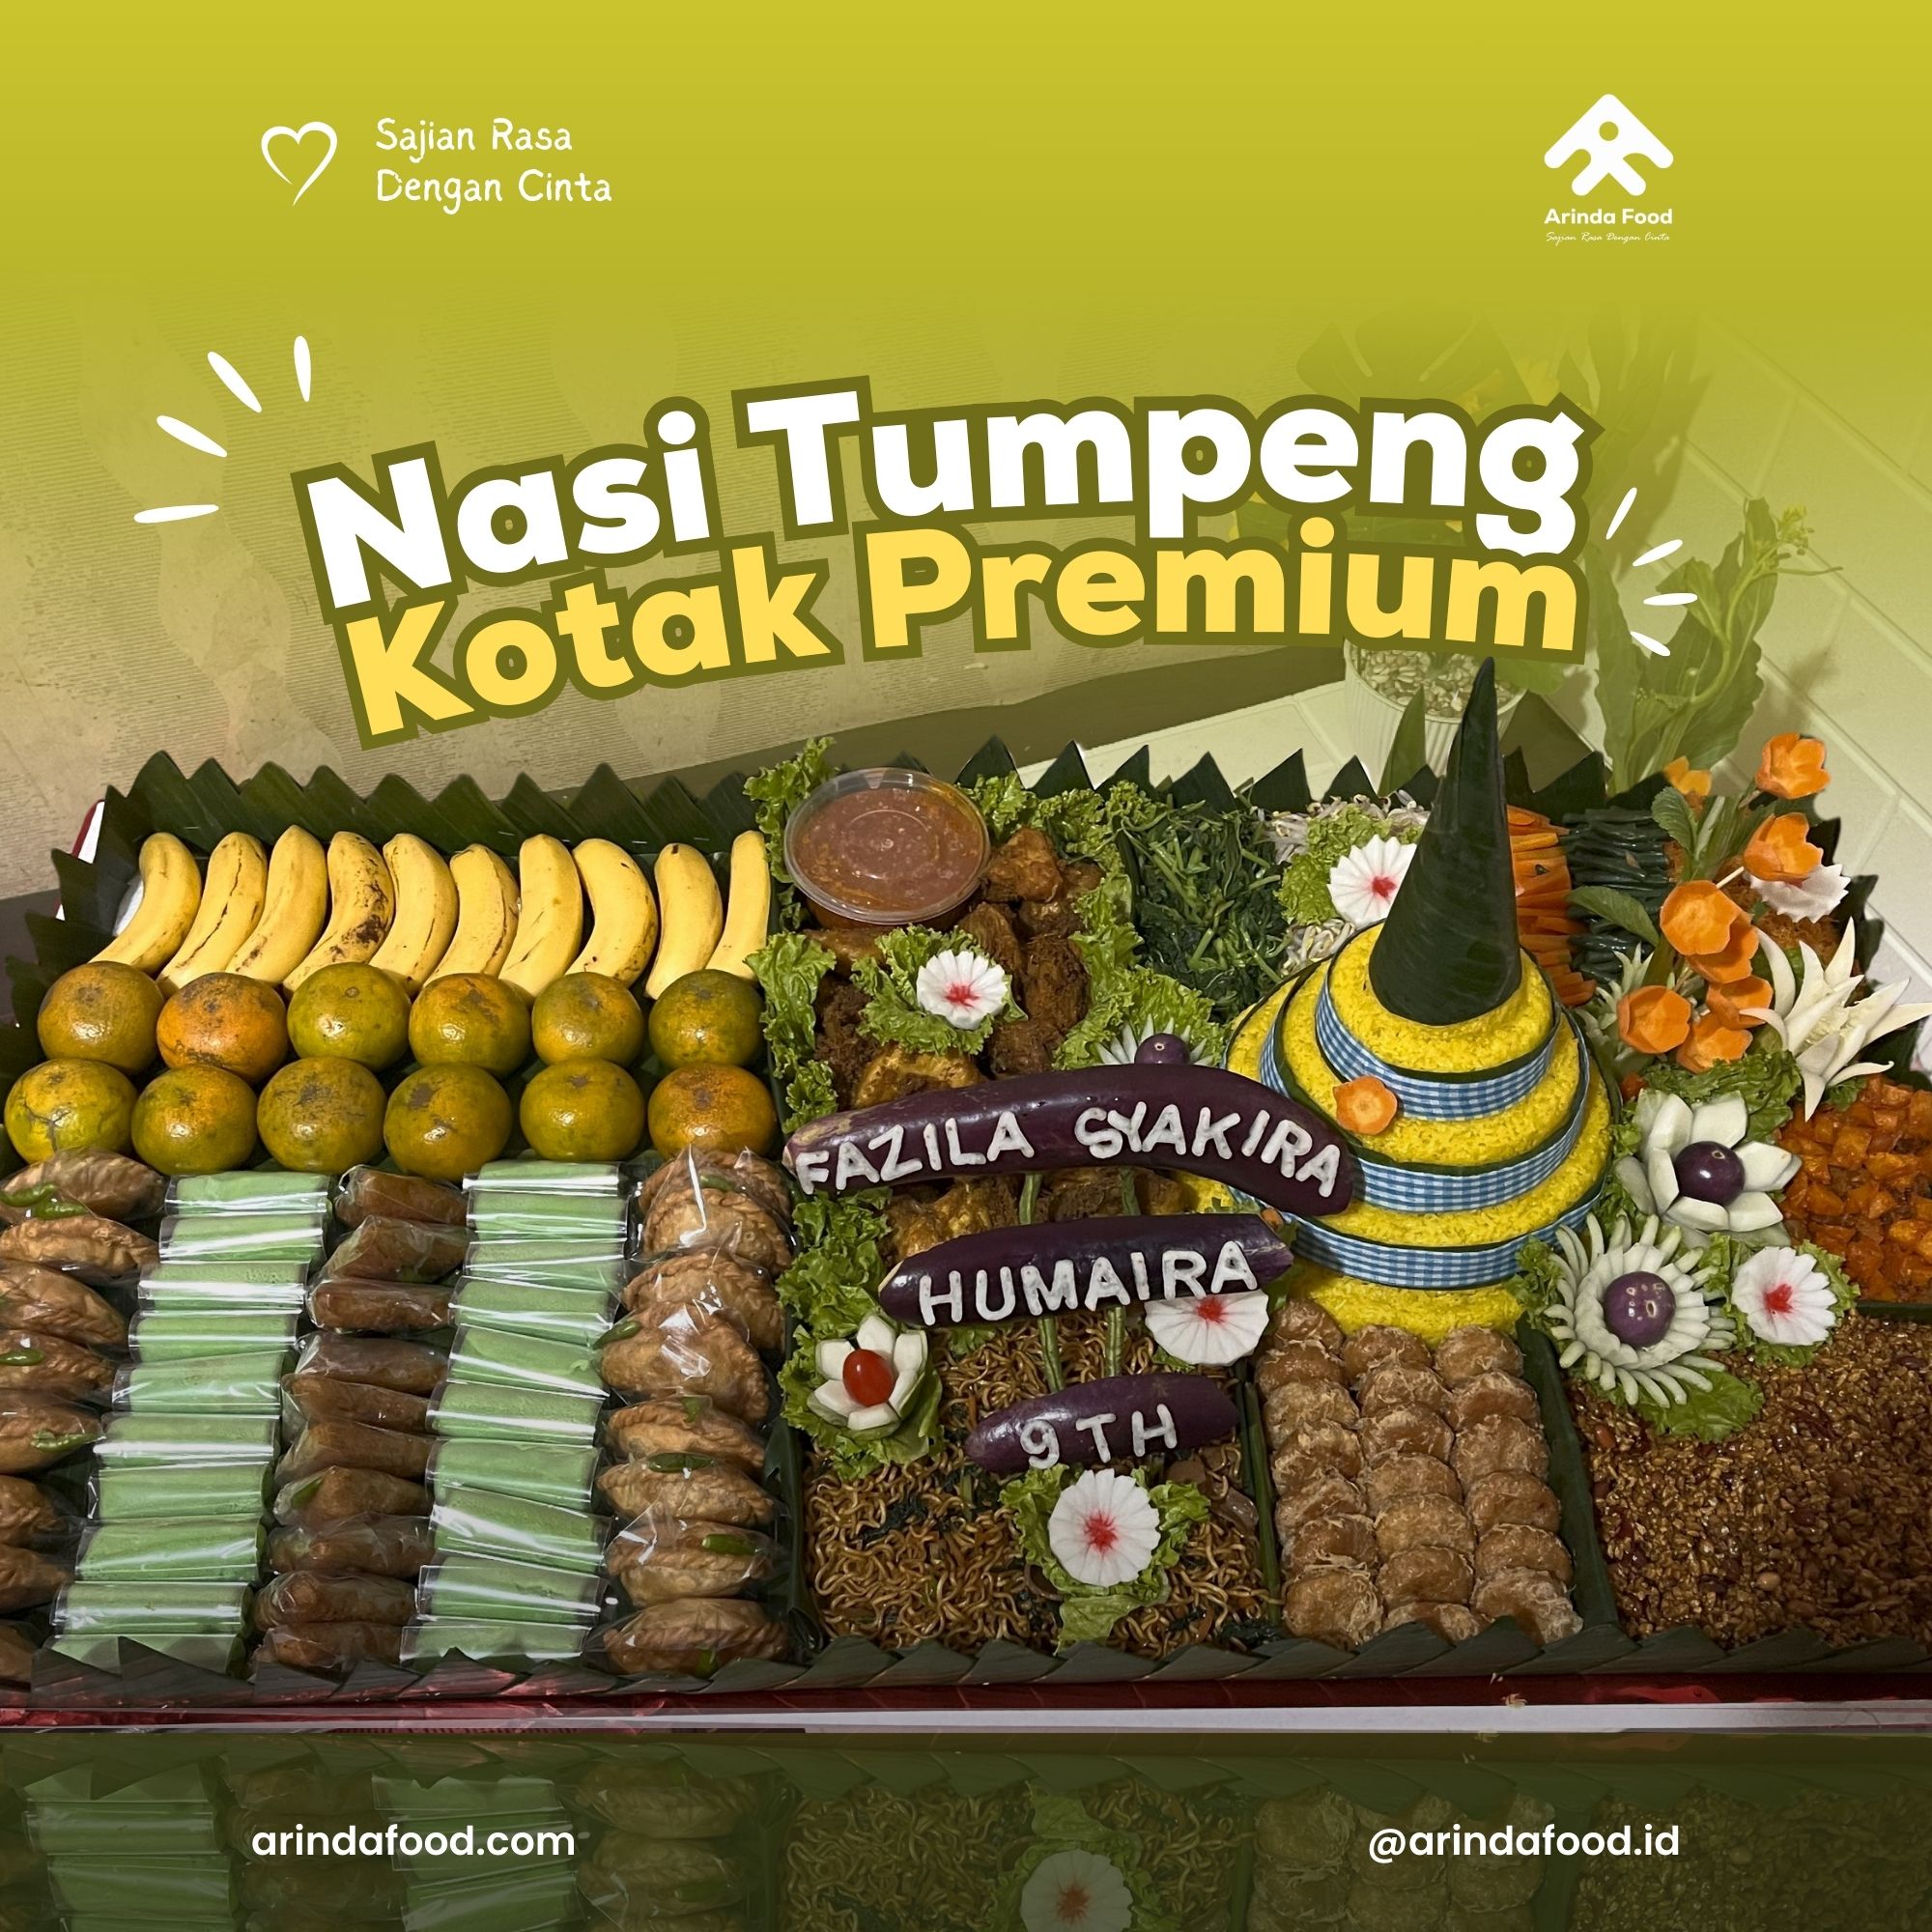 Sajian Rasa
Dengan Cinta
Arinda Food
Sajian Rasa Dengan Cinta
Nasi Tumpeng
Kotak Premium
FAZILA SYAKIRA
HUMAIRA
9TH
arindafood.com
@arindafood.id